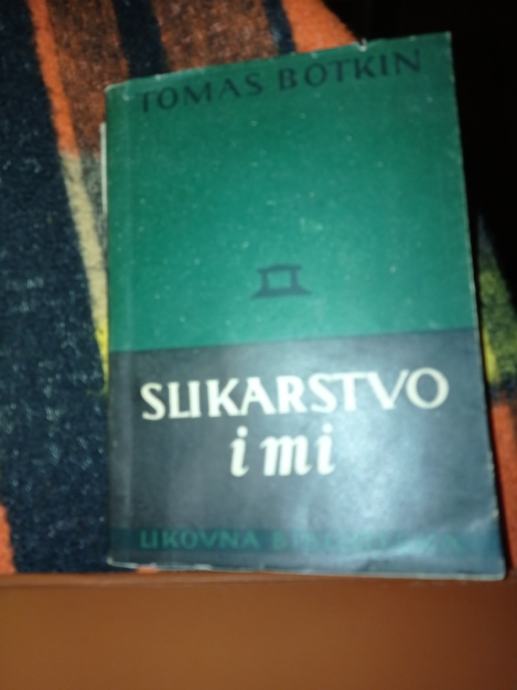 TOMAS BOTKIN
SLIKARSTVO
i mi
LIKOVNA